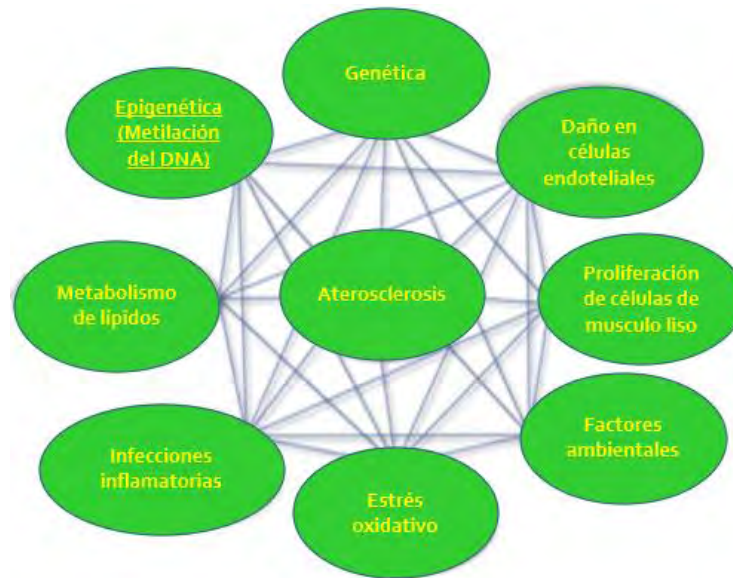 Genética
Epigenética
(Metilación
del DNA)
Daño en
células
endoteliales
Metabolismo
de lípidos
Aterosclerosis
Proliferación
de células de
musculo liso
Infecciones
inflamatorias
Factores
ambientales
Estrés
oxidativo